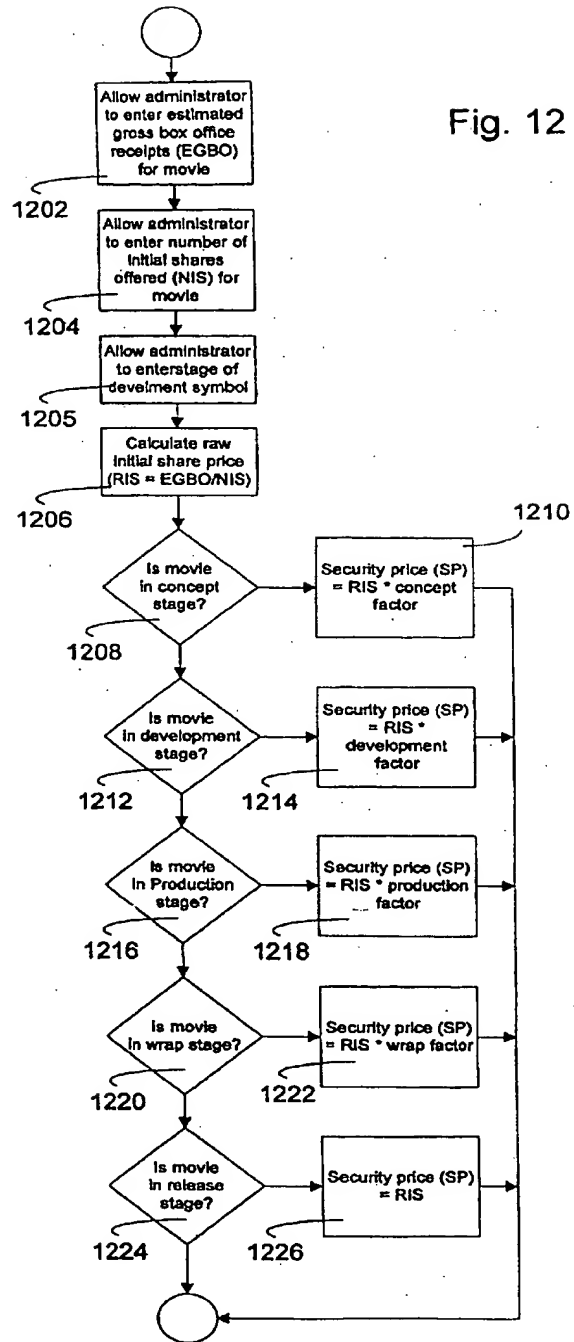 Fig. 12
Allow administrator
to enter estimated
gross box office
receipts (EGBO)
for movie
1202
Allow administrator
to enter number of
initial shares
offered (NIS) for
movie
1204
Allow administrator
to enterstage of
develment symbol
1205
Calculate raw
initial share price
(RIS = EGBO/NIS)
1206
Is movie
in concept
stage?
1208
1210
Security price (SP)
= RIS * concept
factor
Is movie
in development
stage?
1212
Security price (SP)
= RIS *
development
factor
1214
Is movie
in Production
stage?
1216
Security price (SP)
= RIS * production
factor
1218
Is movie
in wrap stage?
1220
Security price (SP)
= RIS * wrap factor
1222
Is movie
in release
stage?
1224
Security price (SP)
= RIS
1226